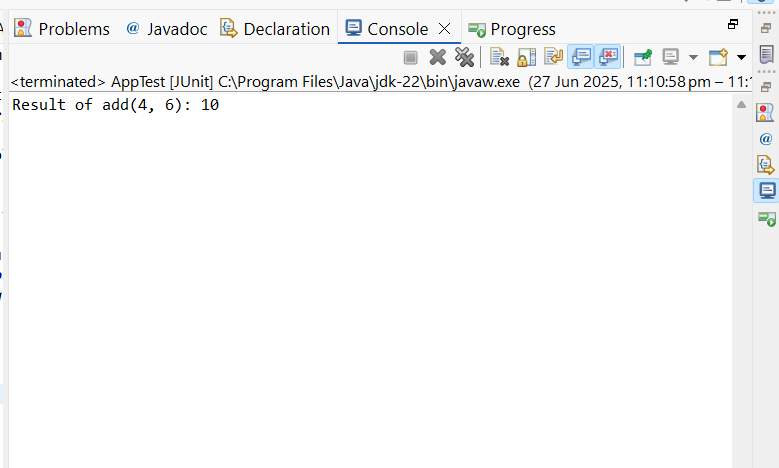 Problems @ Javadoc Declaration Console Progress
<terminated> AppTest [JUnit] C:\Program Files\Java\jdk-22\bin\javaw.exe (27 Jun 2025, 11:10:58 pm – 11:
Result of add(4, 6): 10